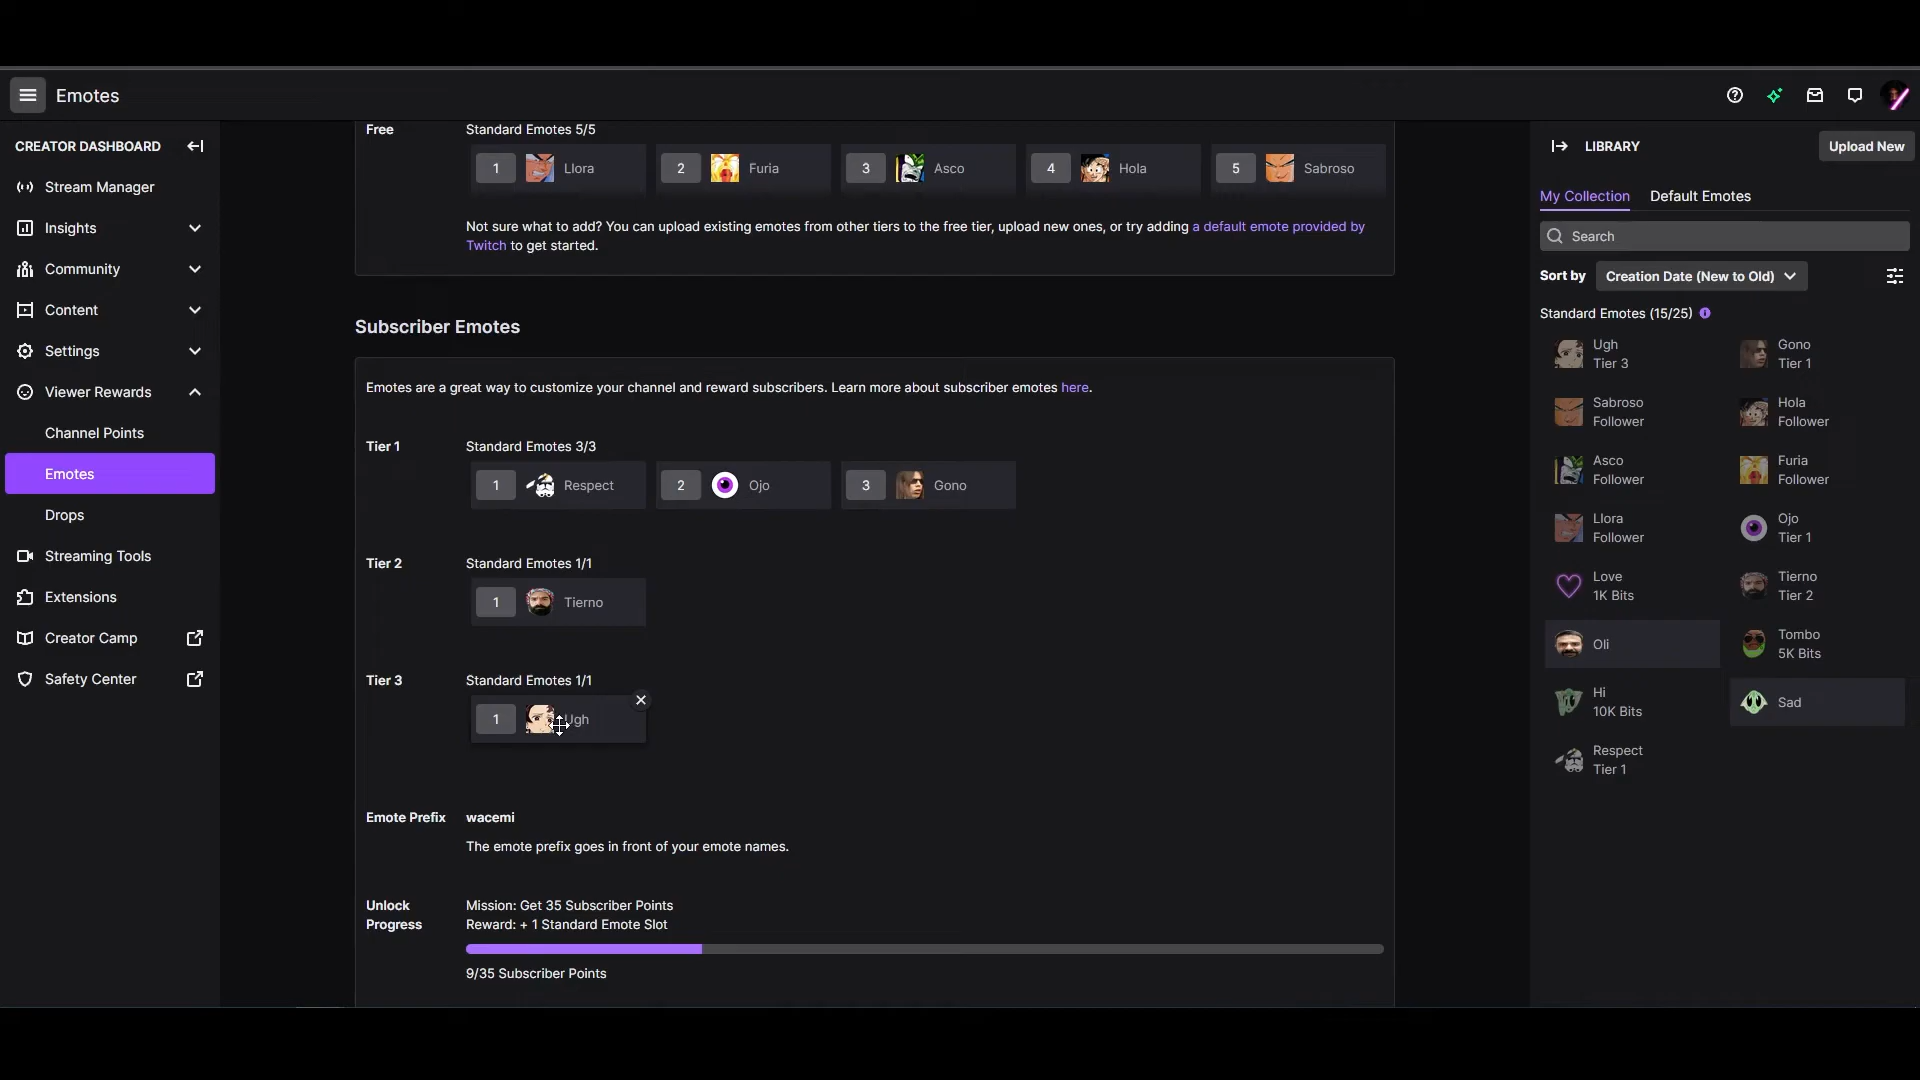 Emotes
CREATOR DASHBOARD
Stream Manager
Insights
Community
Content
Settings
Viewer Rewards
Channel Points
Emotes
Drops
Streaming Tools
Extensions
Creator Camp
Safety Center
Free
Standard Emotes 5/5
1 Llora
2 Furia
3 Asco
4 Hola
5 Sabroso
Not sure what to add? You can upload existing emotes from other tiers to the free tier, upload new ones, or try adding a default emote provided by
Twitch to get started.
Subscriber Emotes
Emotes are a great way to customize your channel and reward subscribers. Learn more about subscriber emotes here.
Tier 1
Standard Emotes 3/3
1 Respect
2 Ojo
3 Gono
Tier 2
Standard Emotes 1/1
1 Tierno
Tier 3
Standard Emotes 1/1
1 Ugh
Emote Prefix
wacemi
The emote prefix goes in front of your emote names.
Unlock
Progress
Mission: Get 35 Subscriber Points
Reward: + 1 Standard Emote Slot
9/35 Subscriber Points
LIBRARY
Upload New
My Collection
Default Emotes
Search
Sort by
Creation Date (New to Old)
Standard Emotes (15/25)
Ugh
Tier 3
Gono
Tier 1
Sabroso
Follower
Hola
Follower
Asco
Follower
Furia
Follower
Llora
Follower
Ojo
Tier 1
Love
1K Bits
Tierno
Tier 2
Oli
Tombo
5K Bits
Hi
10K Bits
Sad
Respect
Tier 1